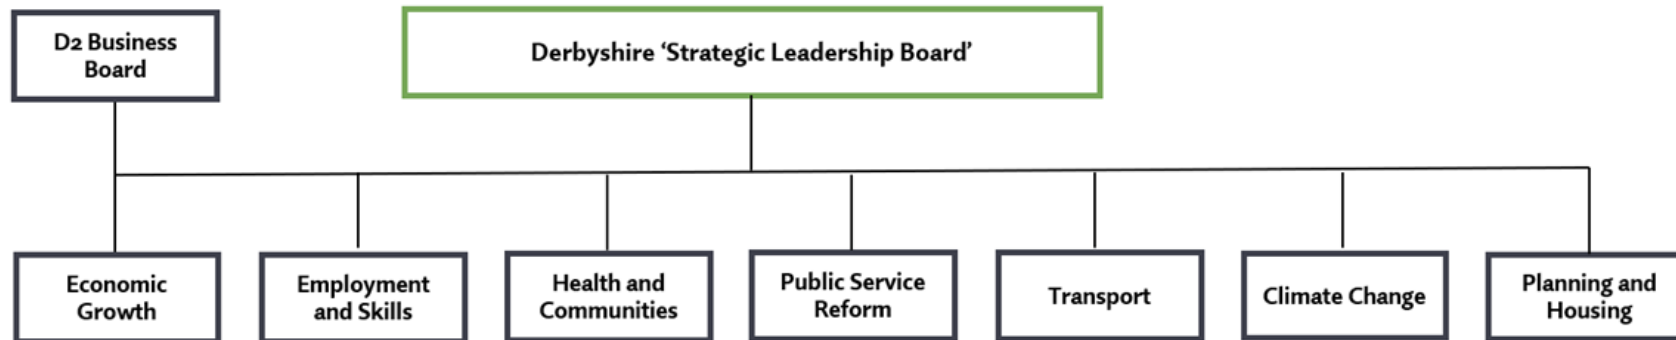 D2 Business
Board
Derbyshire ‘Strategic Leadership Board’
Economic
Growth
Employment
and Skills
Health and
Communities
Public Service
Reform
Transport
Climate Change
Planning and
Housing